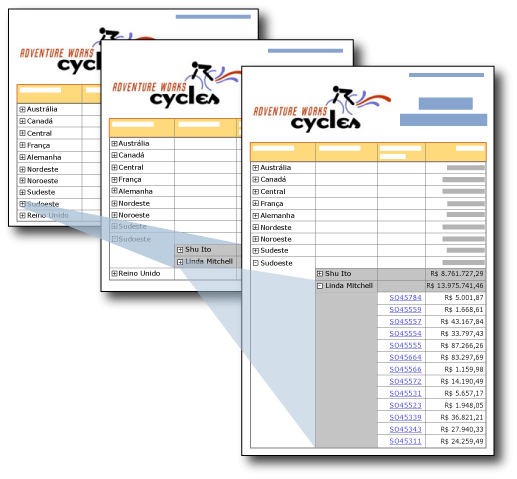 ADVENTURE WORKS
cycles
Austrália
Canadá
Central
França
Alemanha
Nordeste
Noroeste
Sudeste
Sudoeste
Reino Unido
ADVENTURE WORKS
cycles
Austrália
Canadá
Central
França
Alemanha
Nordeste
Noroeste
Sudeste
Sudoeste
Shu Ito
Linda Mitchell
Reino Unido
ADVENTURE WORKS
cycles
Austrália
Canadá
Central
França
Alemanha
Nordeste
Noroeste
Sudeste
Sudoeste
Shu Ito R$ 8.761.727,29
Linda Mitchell R$ 13.975.741,46
SO45784 R$ 5.001,87
SO45559 R$ 1.668,61
SO45557 R$ 43.167,84
SO45554 R$ 33.797,43
SO45555 R$ 87.266,26
SO45664 R$ 83.297,69
SO45566 R$ 1.159,98
SO45572 R$ 14.190,49
SO45531 R$ 5.657,17
SO45523 R$ 1.948,05
SO45339 R$ 36.821,21
SO45343 R$ 27.940,33
SO45311 R$ 24.259,49